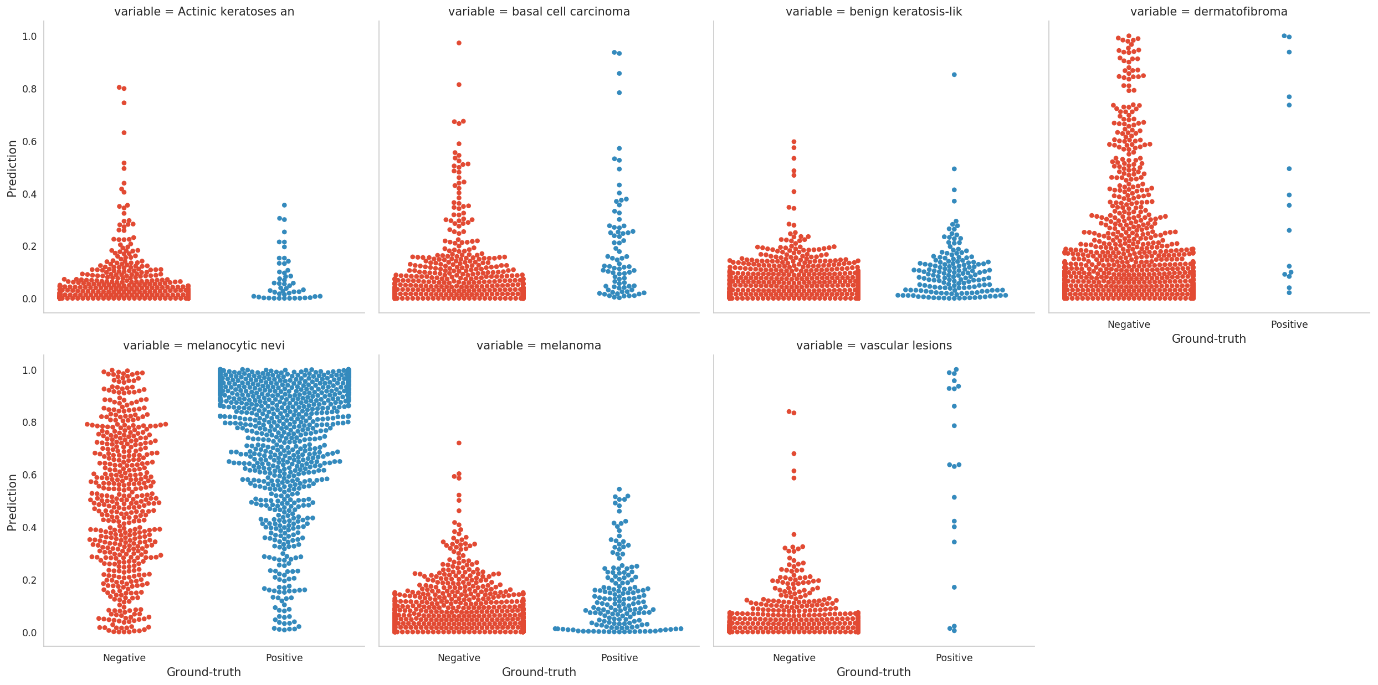 variable = Actinic keratoses an
variable = basal cell carcinoma
variable = benign keratosis-lik
variable = dermatofibroma
1.0
0.8
0.6
0.4
0.2
0.0
Prediction
Negative
Positive
Ground-truth
variable = melanocytic nevi
variable = melanoma
variable = vascular lesions
1.0
0.8
0.6
0.4
0.2
0.0
Prediction
Negative
Positive
Negative
Positive
Negative
Positive
Ground-truth
Ground-truth
Ground-truth